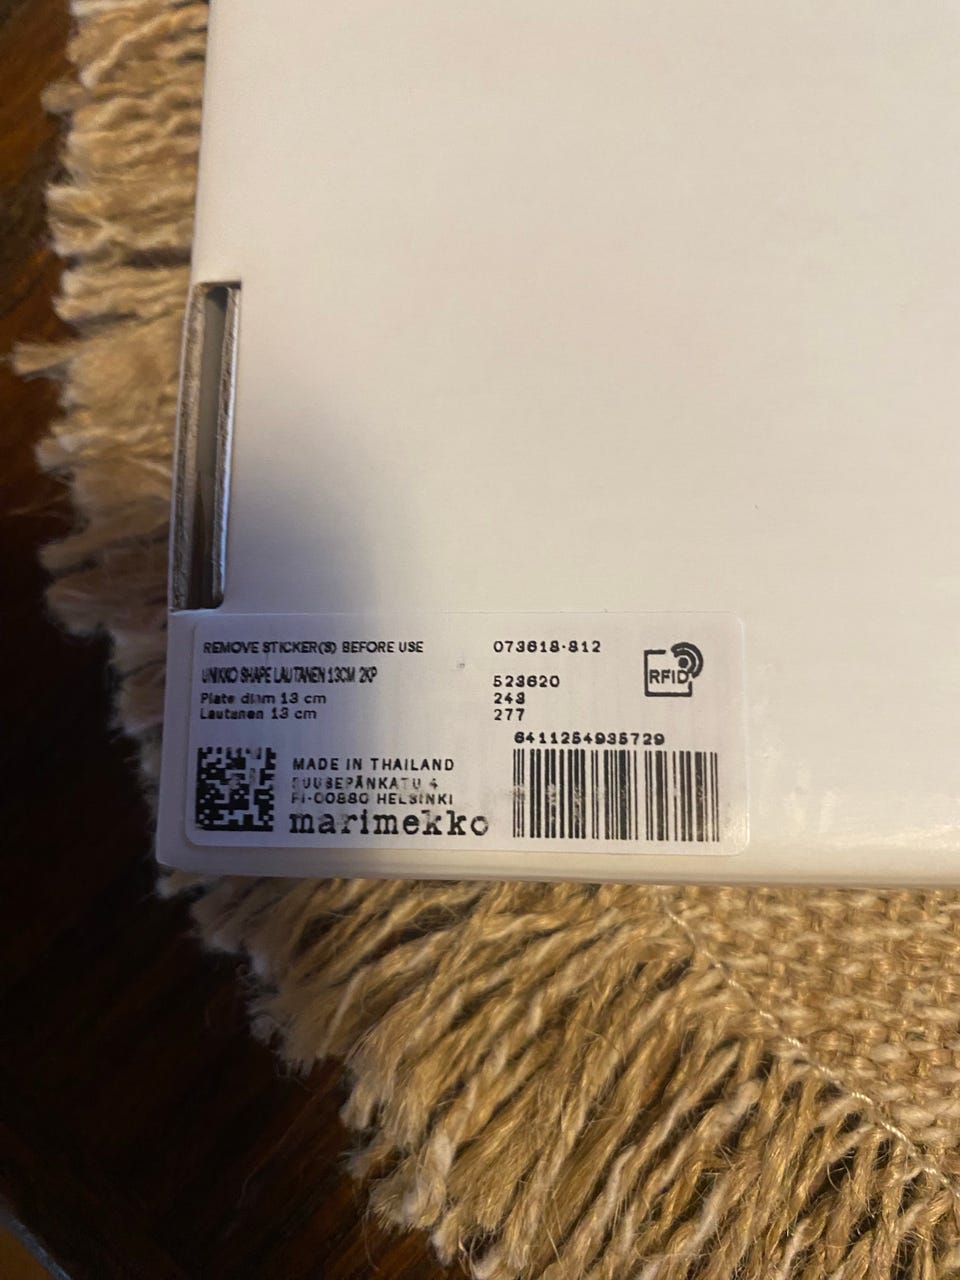 REMOVE STICKER(S) BEFORE USE
UNIKKO SHAPE LAUTANEN 13CM 2KP
Plate diam 13 cm
Lautanen 13 cm
073618-812
523620
243
277
RFID
6411254935729
MADE IN THAILAND
PUUSEPÄNKATU 4
FI-00880 HELSINKI
marimekko